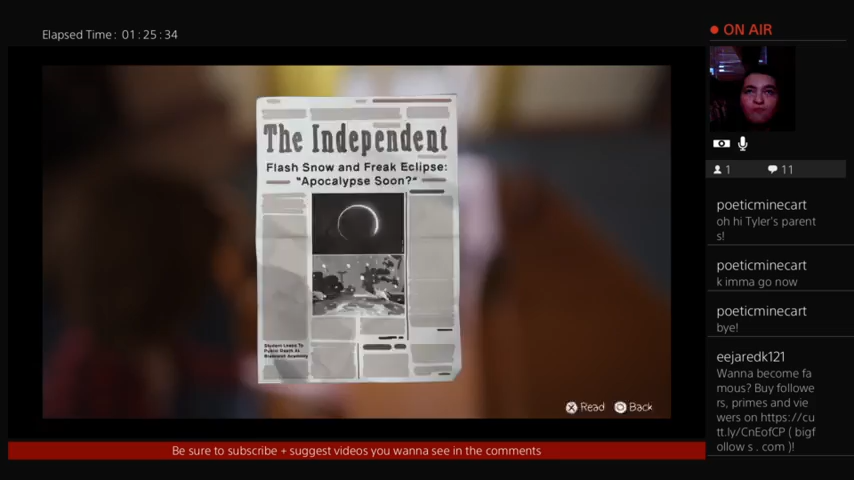 Elapsed Time: 01:25:34
ON AIR
The Independent
Flash Snow and Freak Eclipse:
"Apocalypse Soon?"
Student Leaps To
Public Death At
Blackwell Academy
Read
Back
1
11
poeticminecart
oh hi Tyler's parent
s!
poeticminecart
k imma go now
poeticminecart
bye!
eejaredk121
Wanna become fa
mous? Buy followe
rs, primes and vie
wers on https://cu
tt.ly/CnEofCP ( bigf
ollow s . com )!
Be sure to subscribe + suggest videos you wanna see in the comments